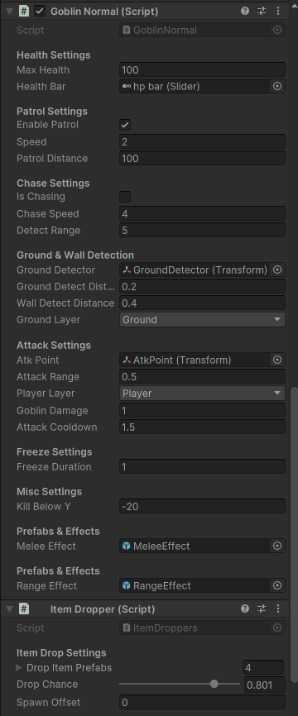 Goblin Normal (Script)
Script GoblinNormal
Health Settings
Max Health 100
Health Bar hp bar (Slider)
Patrol Settings
Enable Patrol
Speed 2
Patrol Distance 100
Chase Settings
Is Chasing
Chase Speed 4
Detect Range 5
Ground & Wall Detection
Ground Detector GroundDetector (Transform)
Ground Detect Dist... 0.2
Wall Detect Distance 0.4
Ground Layer Ground
Attack Settings
Atk Point AtkPoint (Transform)
Attack Range 0.5
Player Layer Player
Goblin Damage 1
Attack Cooldown 1.5
Freeze Settings
Freeze Duration 1
Misc Settings
Kill Below Y -20
Prefabs & Effects
Melee Effect MeleeEffect
Prefabs & Effects
Range Effect RangeEffect
Item Dropper (Script)
Script ItemDroppers
Item Drop Settings
Drop Item Prefabs 4
Drop Chance 0.801
Spawn Offset 0